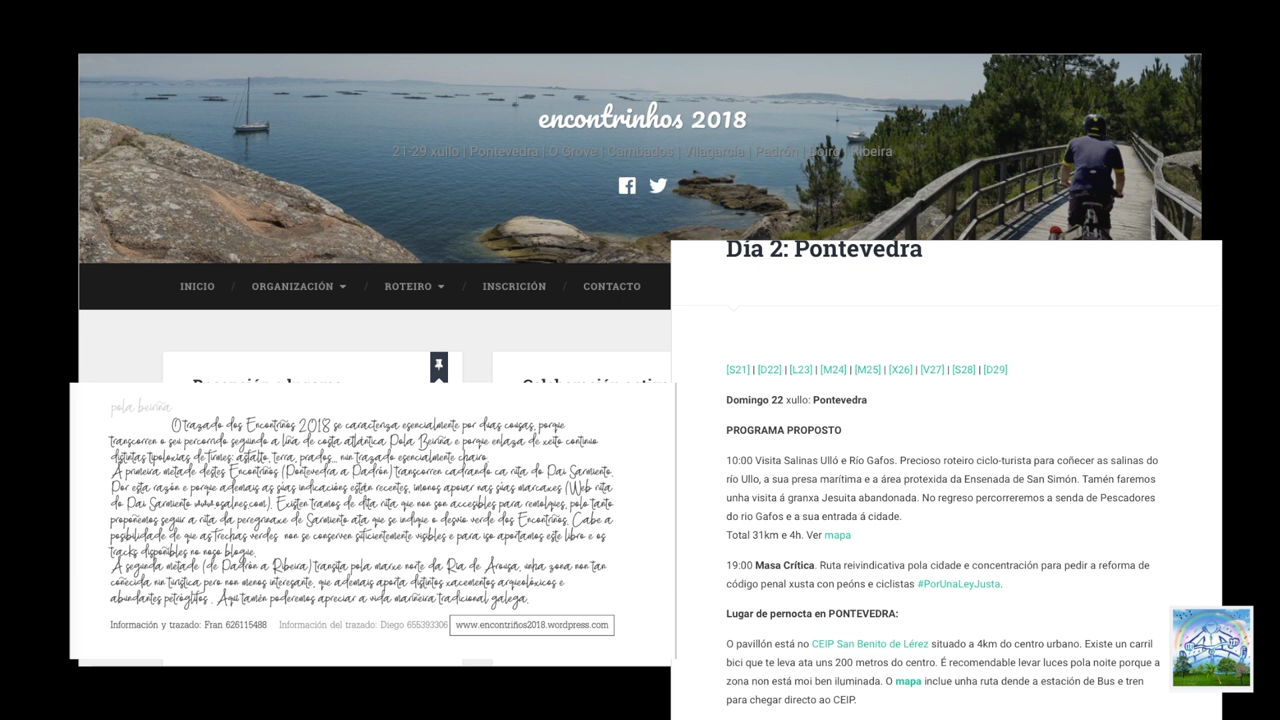 encontrinhos 2018
21-29 xullo | Pontevedra | O Grove | Cambados | Vilagarcía | Padrón | Boiro | Ribeira
INICIO / ORGANIZACIÓN / ROTEIRO / INSCRICIÓN / CONTACTO
pola beiriña
O trazado dos Encontriños 2018 se caracteriza esencialmente por dúas cousas, porque
transcorren o seu percorrido seguindo a liña de costa atlántica Pola Beiriña e porque enlaza de xeito continuo
distintas tipoloxías de firmes: asfalto, terra, prados... nun trazado esencialmente chairo.
A primeira metade destes Encontriños (Pontevedra a Padrón) transcorren cadrando ca ruta do Pai Sarmiento.
Por esta razón e porque ademais as súas indicacións están recentes, imonos apoiar nas súas marcaxes (Web ruta
do Pai Sarmiento www.osalnes.com). Existen tramos de dita ruta que non son accesibles para remolques, polo tanto
propoñemos seguir a ruta da peregrinaxe de Sarmiento ata que se indique o desvío verde dos Encontriños. Cabe a
posibilidade de que as frechas verdes non se conserven suficientemente visibles e para iso aportamos este libro e os
tracks dispoñibles no noso blogue.
A segunda metade (de Padrón a Ribeira) transita pola marxe norte da Ria de Arousa, unha zona non tan
coñecida nin turística pero non menos interesante, que ademais aporta distintos xacementos arqueolóxicos e
abundantes petroglifos . Aquí tamén poderemos apreciar a vida mariñeira tradicional galega.
Información y trazado: Fran 626115488 Información del trazado: Diego 655393306 www.encontriños2018.wordpress.com
Día 2: Pontevedra
[S21] | [D22] | [L23] | [M24] | [M25] | [X26] | [V27] | [S28] | [D29]
Domingo 22 xullo: Pontevedra
PROGRAMA PROPOSTO
10:00 Visita Salinas Ulló e Río Gafos. Precioso roteiro ciclo-turista para coñecer as salinas do
río Ulló, a sua presa marítima e a área protexida da Ensenada de San Simón. Tamén faremos
unha visita á granxa Jesuita abandonada. No regreso percorreremos a senda de Pescadores
do rio Gafos e a sua entrada á cidade.
Total 31km e 4h. Ver mapa
19:00 Masa Crítica. Ruta reivindicativa pola cidade e concentración para pedir a reforma de
código penal xusta con peóns e ciclistas #PorUnaLeyJusta.
Lugar de pernocta en PONTEVEDRA:
O pavillón está no CEIP San Benito de Lérez situado a 4km do centro urbano. Existe un carril
bici que te leva ata uns 200 metros do centro. É recomendable levar luces pola noite porque a
zona non está moi ben iluminada. O mapa inclue unha ruta dende a estación de Bus e tren
para chegar directo ao CEIP.